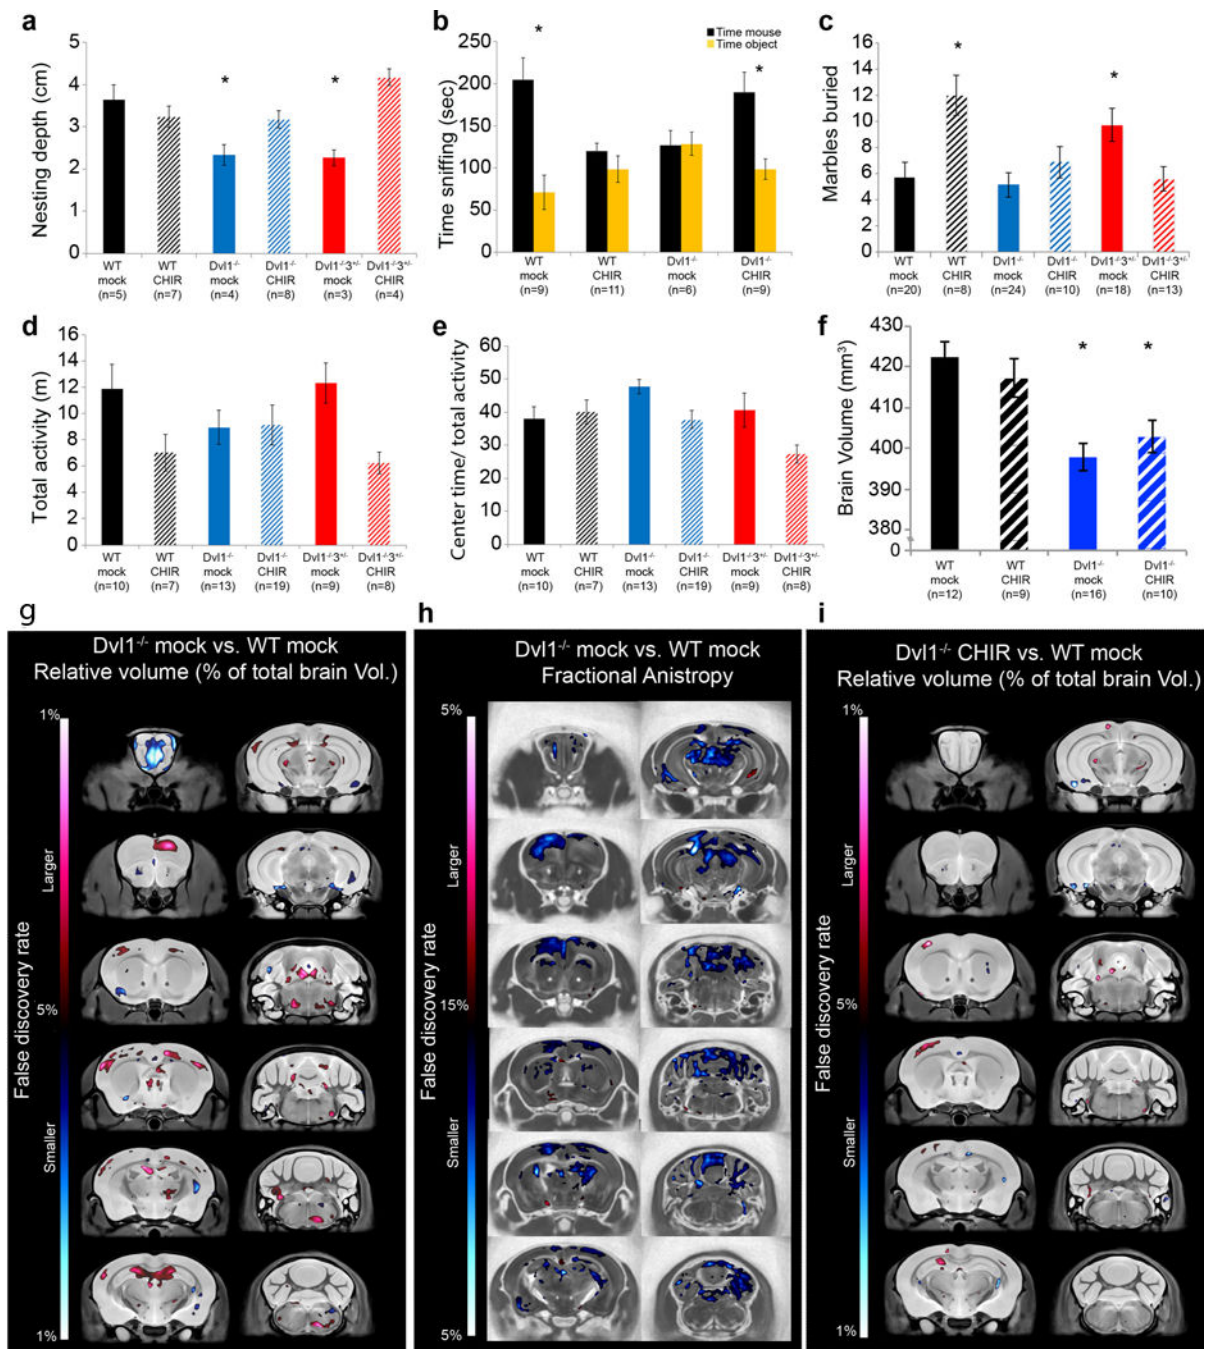 a
Nesting depth (cm)
5
4
3
2
1
0
*
*
WT mock (n=5)
WT CHIR (n=7)
Dvl1-/- mock (n=4)
Dvl1-/- CHIR (n=8)
Dvl1-/-3+/- mock (n=3)
Dvl1-/-3+/- CHIR (n=4)
b
Time mouse
Time object
Time sniffing (sec)
250
200
150
100
50
0
*
*
WT mock (n=9)
WT CHIR (n=11)
Dvl1-/- mock (n=6)
Dvl1-/- CHIR (n=9)
c
Marbles buried
16
14
12
10
8
6
4
2
0
*
*
WT mock (n=20)
WT CHIR (n=8)
Dvl1-/- mock (n=24)
Dvl1-/- CHIR (n=10)
Dvl1-/-3+/- mock (n=18)
Dvl1-/-3+/- CHIR (n=13)
d
Total activity (m)
16
14
12
10
8
6
4
2
0
WT mock (n=10)
WT CHIR (n=7)
Dvl1-/- mock (n=13)
Dvl1-/- CHIR (n=19)
Dvl1-/-3+/- mock (n=9)
Dvl1-/-3+/- CHIR (n=8)
e
Center time/ total activity
60
50
40
30
20
10
0
WT mock (n=10)
WT CHIR (n=7)
Dvl1-/- mock (n=13)
Dvl1-/- CHIR (n=19)
Dvl1-/-3+/- mock (n=9)
Dvl1-/-3+/- CHIR (n=8)
f
Brain Volume (mm³)
430
420
410
400
390
380
0
*
*
WT mock (n=12)
WT CHIR (n=9)
Dvl1-/- mock (n=16)
Dvl1-/- CHIR (n=10)
g
Dvl1-/- mock vs. WT mock
Relative volume (% of total brain Vol.)
1%
Larger
False discovery rate
5%
Smaller
1%
h
Dvl1-/- mock vs. WT mock
Fractional Anistropy
5%
Larger
False discovery rate
15%
Smaller
5%
i
Dvl1-/- CHIR vs. WT mock
Relative volume (% of total brain Vol.)
1%
Larger
False discovery rate
5%
Smaller
1%